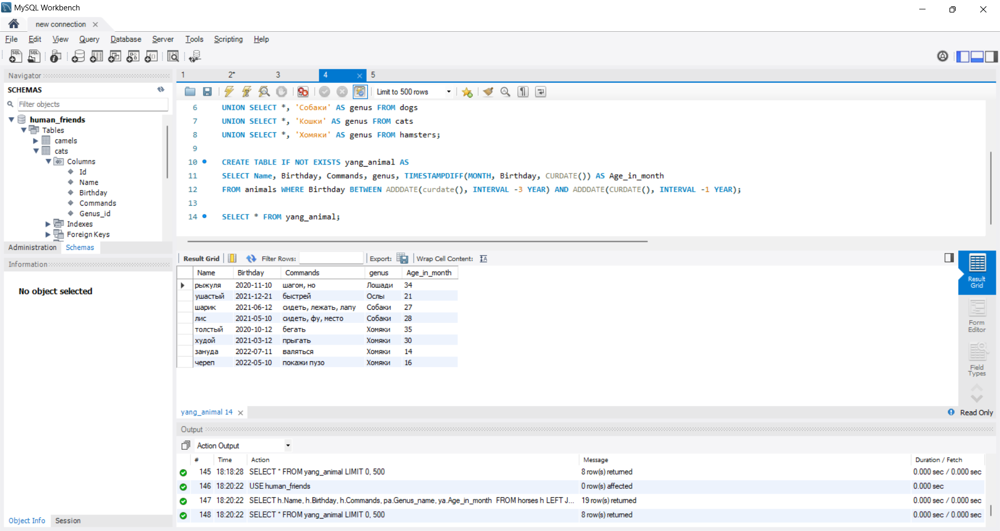 MySQL Workbench
new connection
File Edit View Query Database Server Tools Scripting Help
Navigator
SCHEMAS
Filter objects
human_friends
Tables
camels
cats
Columns
Id
Name
Birthday
Commands
Genus_id
Indexes
Foreign Keys
Administration Schemas
Information
No object selected
Object Info Session
1 2* 3 4 5
Limit to 500 rows
6 UNION SELECT *, 'Собаки' AS genus FROM dogs
7 UNION SELECT *, 'Кошки' AS genus FROM cats
8 UNION SELECT *, 'Хомяки' AS genus FROM hamsters;
9
10 CREATE TABLE IF NOT EXISTS yang_animal AS
11 SELECT Name, Birthday, Commands, genus, TIMESTAMPDIFF(MONTH, Birthday, CURDATE()) AS Age_in_month
12 FROM animals WHERE Birthday BETWEEN ADDDATE(curdate(), INTERVAL -3 YEAR) AND ADDDATE(CURDATE(), INTERVAL -1 YEAR);
13
14 SELECT * FROM yang_animal;
Result Grid Filter Rows: Export: Wrap Cell Content:
Name Birthday Commands genus Age_in_month
рыжуля 2020-11-10 шагом, но Лошади 34
ушастый 2021-12-21 быстрей Ослы 21
шарик 2021-06-12 сидеть, лежать, лапу Собаки 27
лис 2021-05-10 сидеть, фу, место Собаки 28
толстый 2020-10-12 бегать Хомяки 35
худой 2021-03-12 прыгать Хомяки 30
зануда 2022-07-11 валяться Хомяки 14
череп 2022-05-10 покажи пузо Хомяки 16
Result
Grid
Form
Editor
Field
Types
yang_animal 14
Read Only
Output
Action Output
# Time Action Message Duration / Fetch
145 18:18:28 SELECT * FROM yang_animal LIMIT 0, 500 8 row(s) returned 0.000 sec / 0.000 sec
146 18:20:22 USE human_friends 0 row(s) affected 0.000 sec
147 18:20:22 SELECT h.Name, h.Birthday, h.Commands, pa.Genus_name, ya.Age_in_month FROM horses h LEFT J... 19 row(s) returned 0.000 sec / 0.000 sec
148 18:20:22 SELECT * FROM yang_animal LIMIT 0, 500 8 row(s) returned 0.000 sec / 0.000 sec